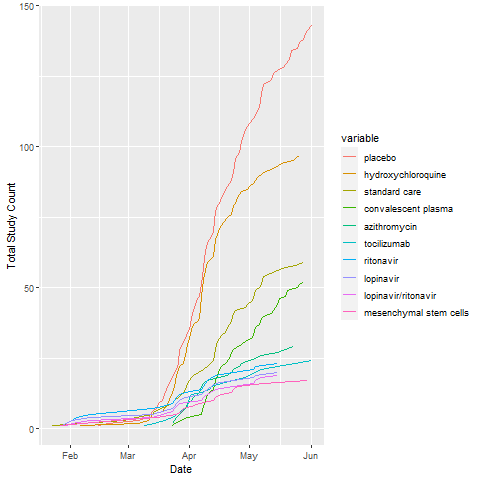 150
100
50
0
Total Study Count
Feb Mar Apr May Jun
Date
variable
placebo
hydroxychloroquine
standard care
convalescent plasma
azithromycin
tocilizumab
ritonavir
lopinavir
lopinavir/ritonavir
mesenchymal stem cells